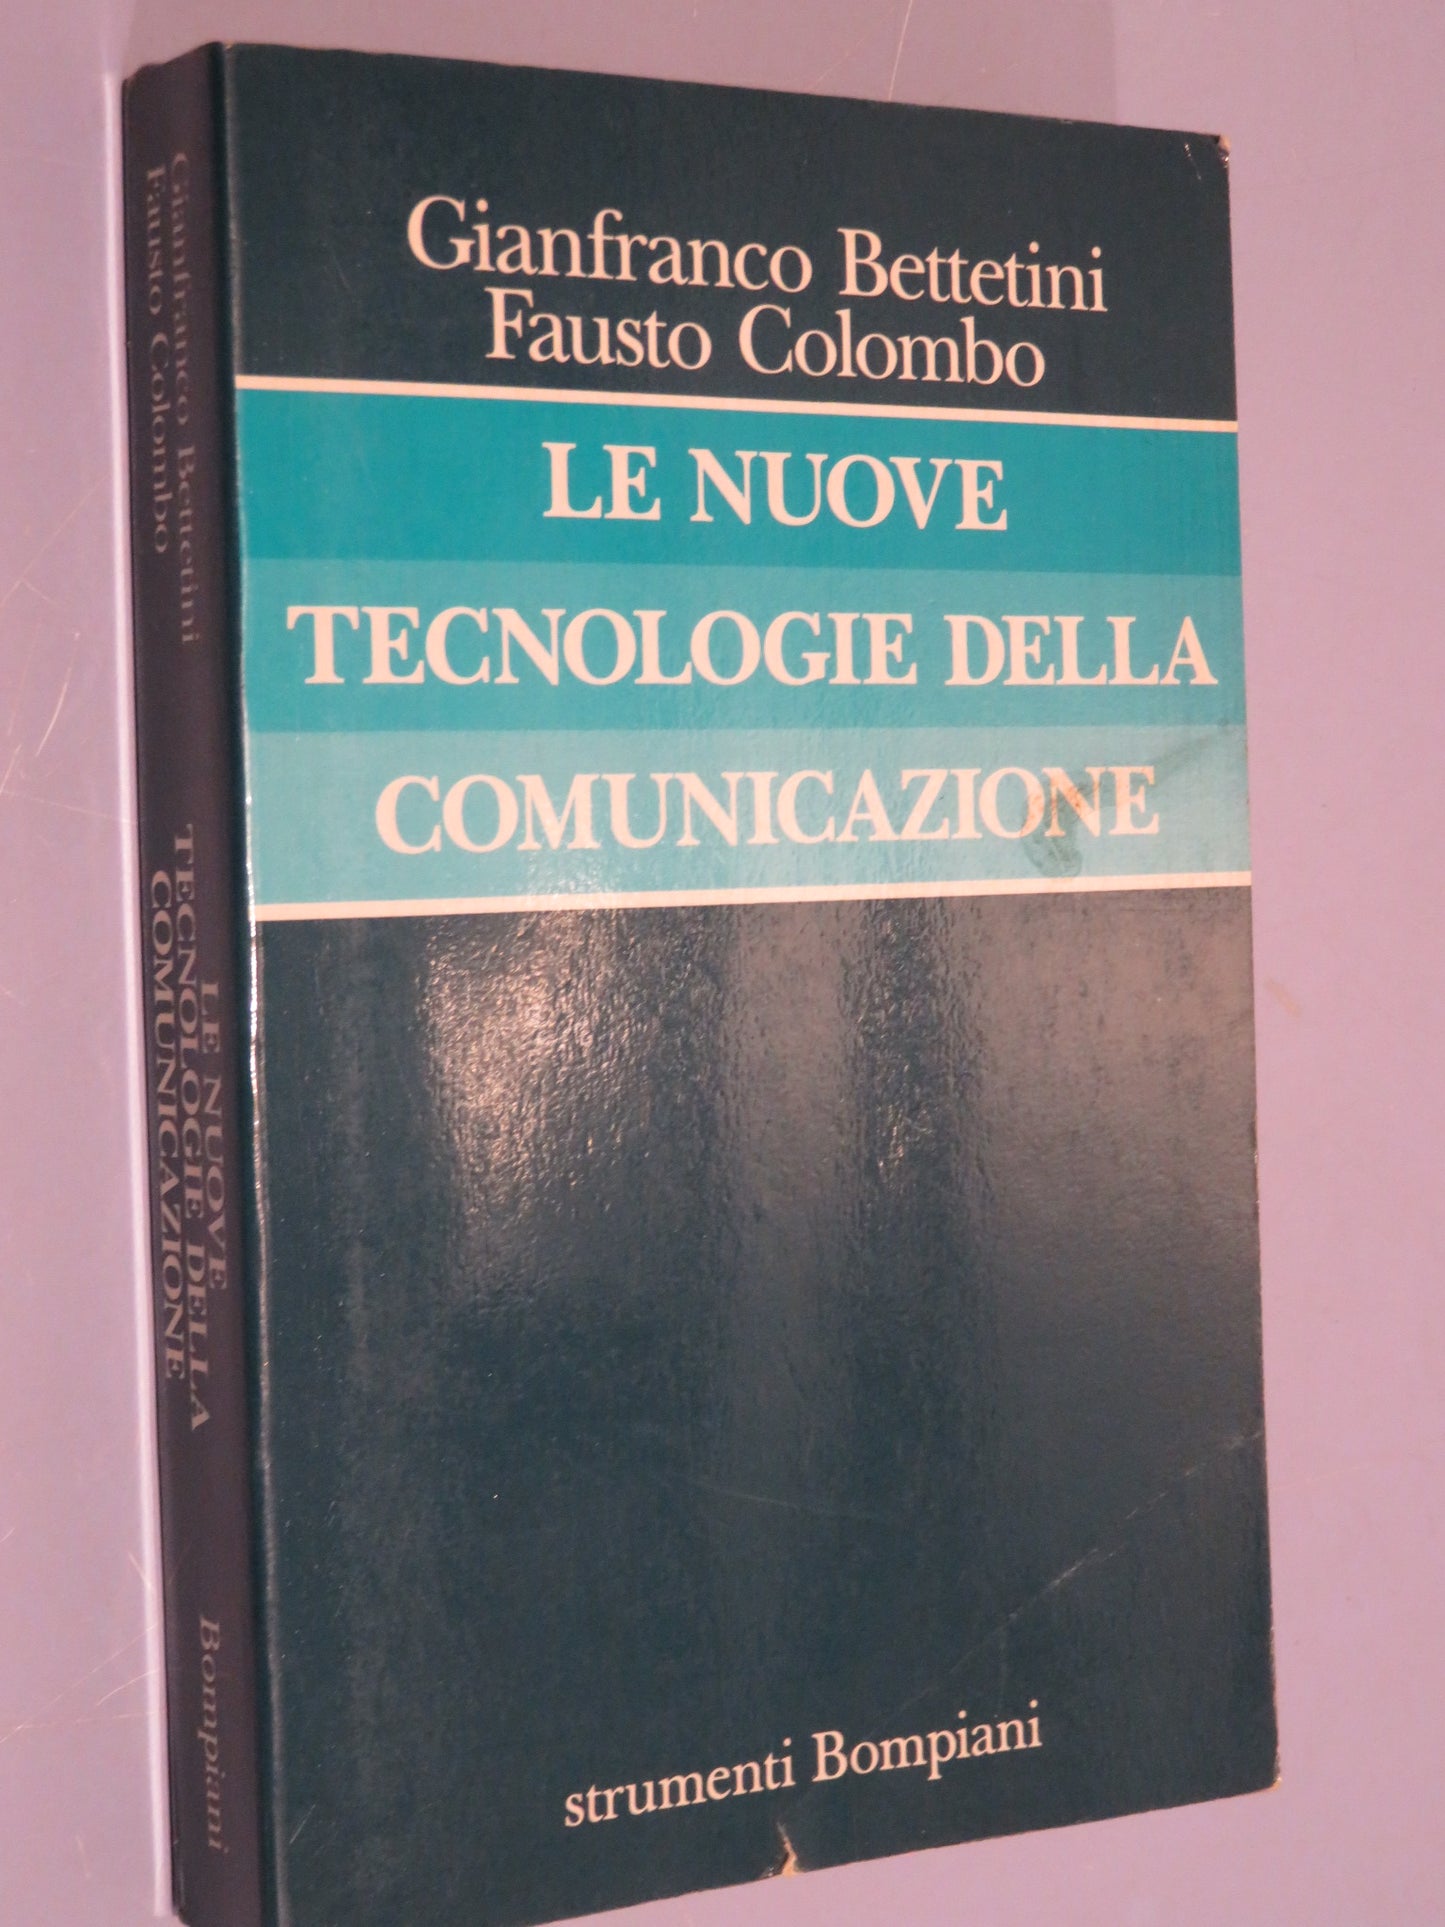 Gianfranco Bettetini
Fausto Colombo
LE NUOVE
TECNOLOGIE DELLA
COMUNICAZIONE
strumenti Bompiani
Gianfranco Bettetini
Fausto Colombo
LE NUOVE
TECNOLOGIE DELLA
COMUNICAZIONE
Bompiani